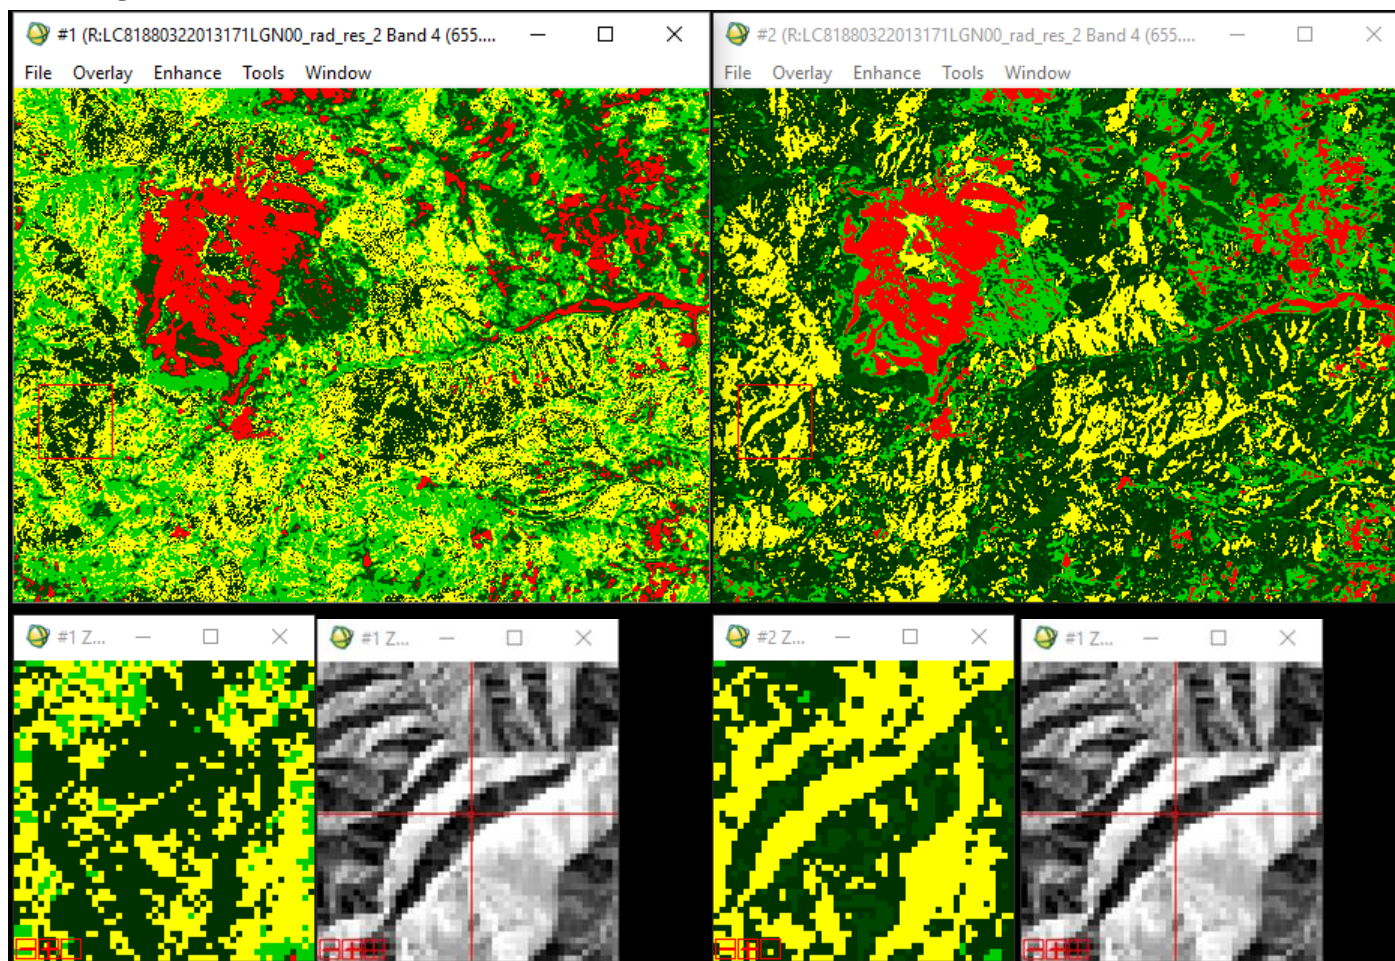 #1 (R:LC81880322013171LGN00_rad_res_2 Band 4 (655....
File Overlay Enhance Tools Window
#2 (R:LC81880322013171LGN00_rad_res_2 Band 4 (655....
File Overlay Enhance Tools Window
#1 Z...
#1 Z...
#2 Z...
#1 Z...